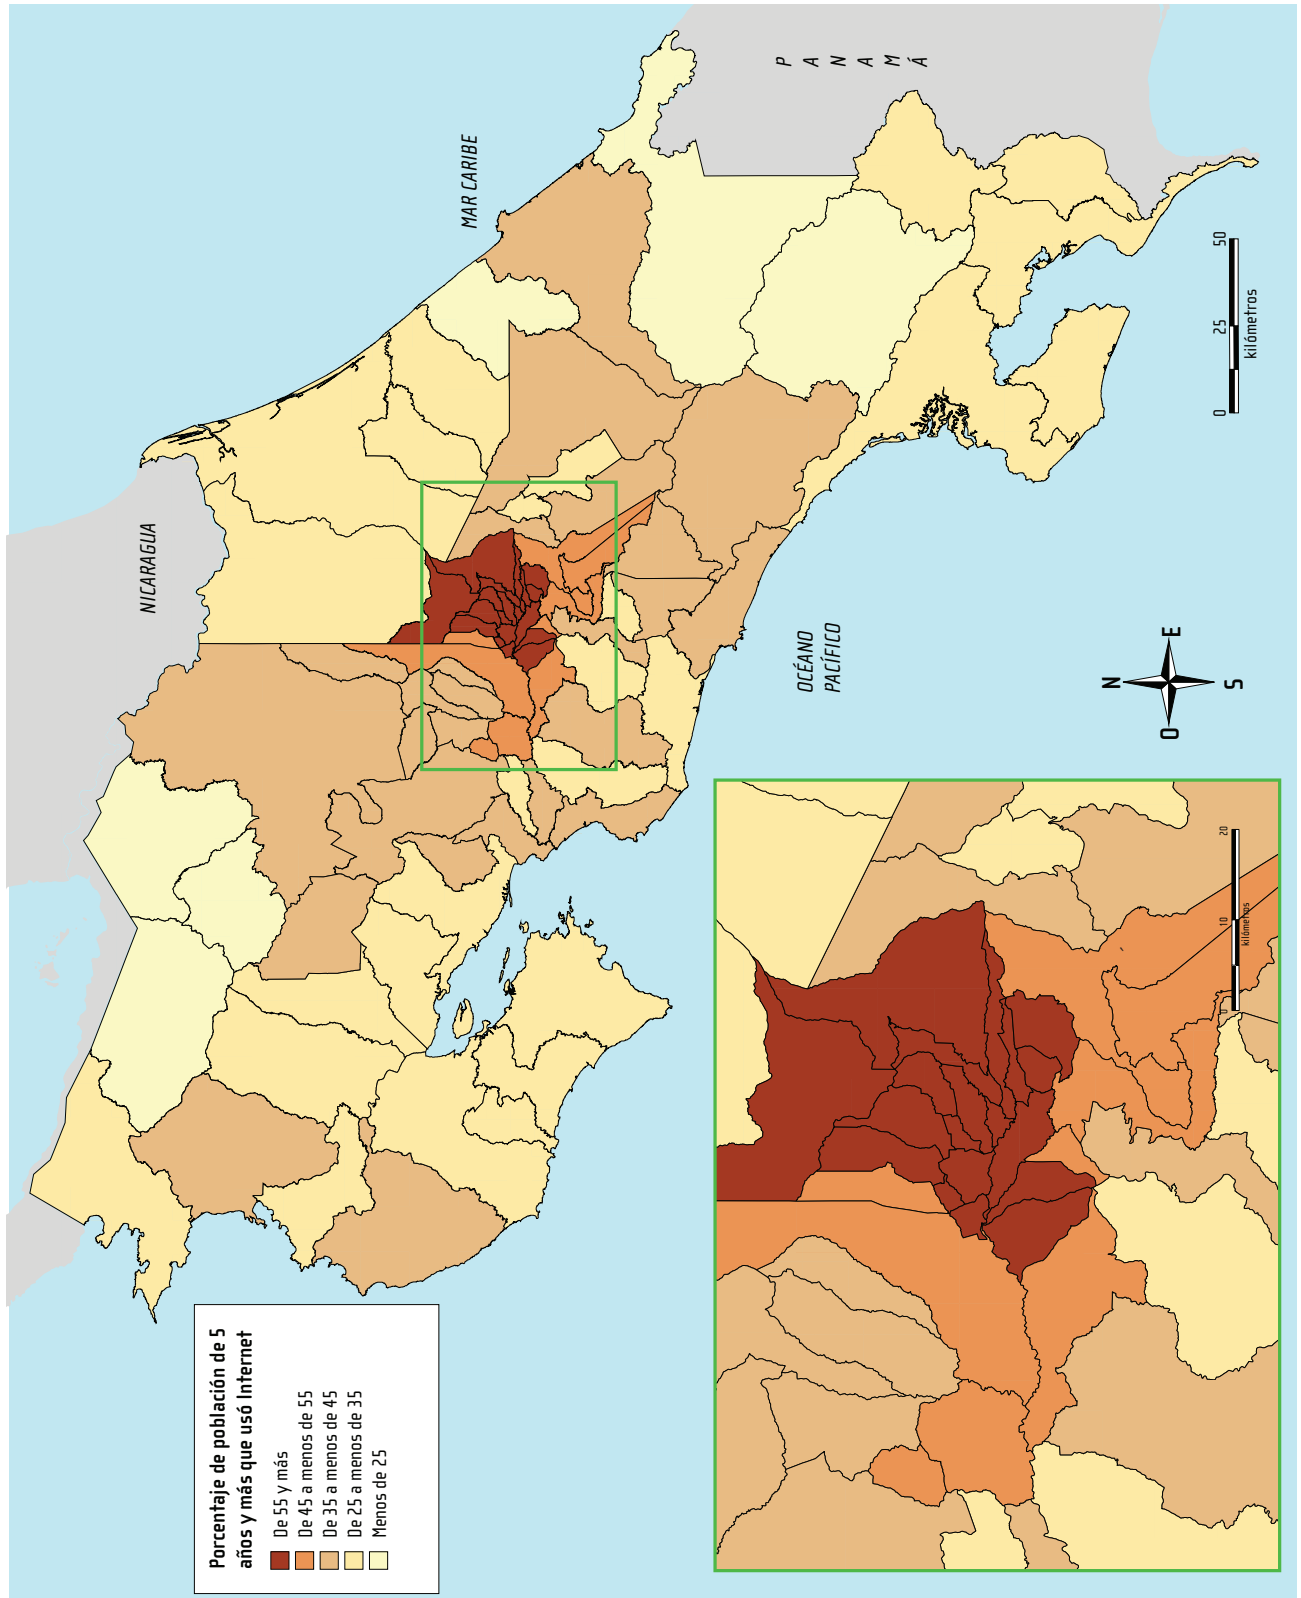 Porcentaje de población de 5
años y más que usó Internet
De 55 y más
De 45 a menos de 55
De 35 a menos de 45
De 25 a menos de 35
Menos de 25
NICARAGUA
MAR CARIBE
PANAMÁ
OCÉANO
PACÍFICO
N
O
E
S
0 25 50
kilómetros
0 10 20
kilómetros